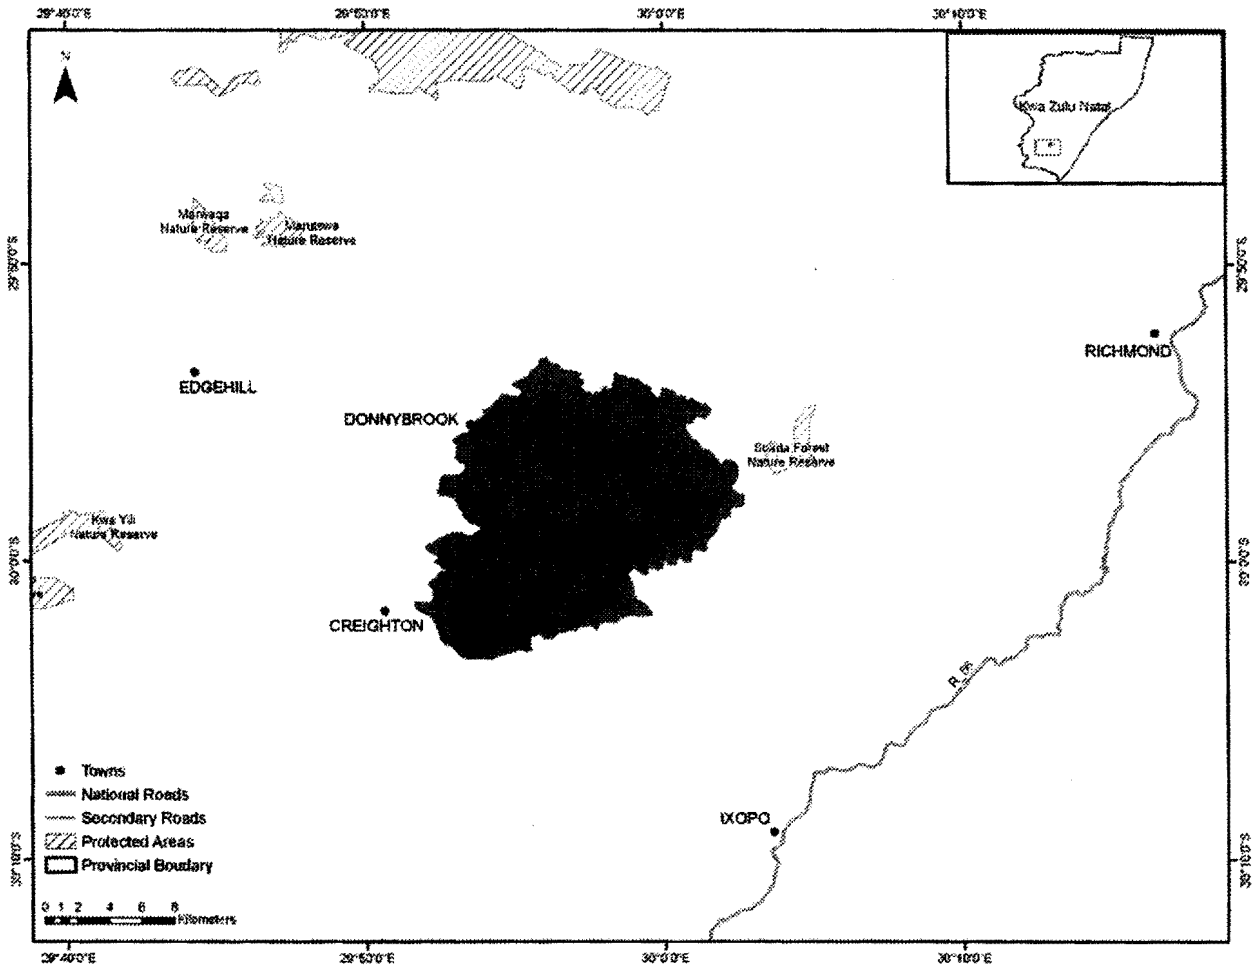 29°40'0"E 29°50'0"E 30°0'0"E 30°10'0"E
N
Kwa Zulu Natal
Marwaqa
Nature Reserve
Marutswa
Nature Reserve
29°50'0"S 29°50'0"S
RICHMOND
EDGEHILL
DONNYBROOK
Nature Reserve
Kwa Yili
Nature Reserve
30°0'0"S 30°0'0"S
CREIGHTON
Towns
National Roads
Secondary Roads
IXOPO
Protected Areas
30°10'0"S 30°10'0"S
Provincial Boudary
0 1 2 4 6 8
Kilometers
29°40'0"E 29°50'0"E 30°0'0"E 30°10'0"E